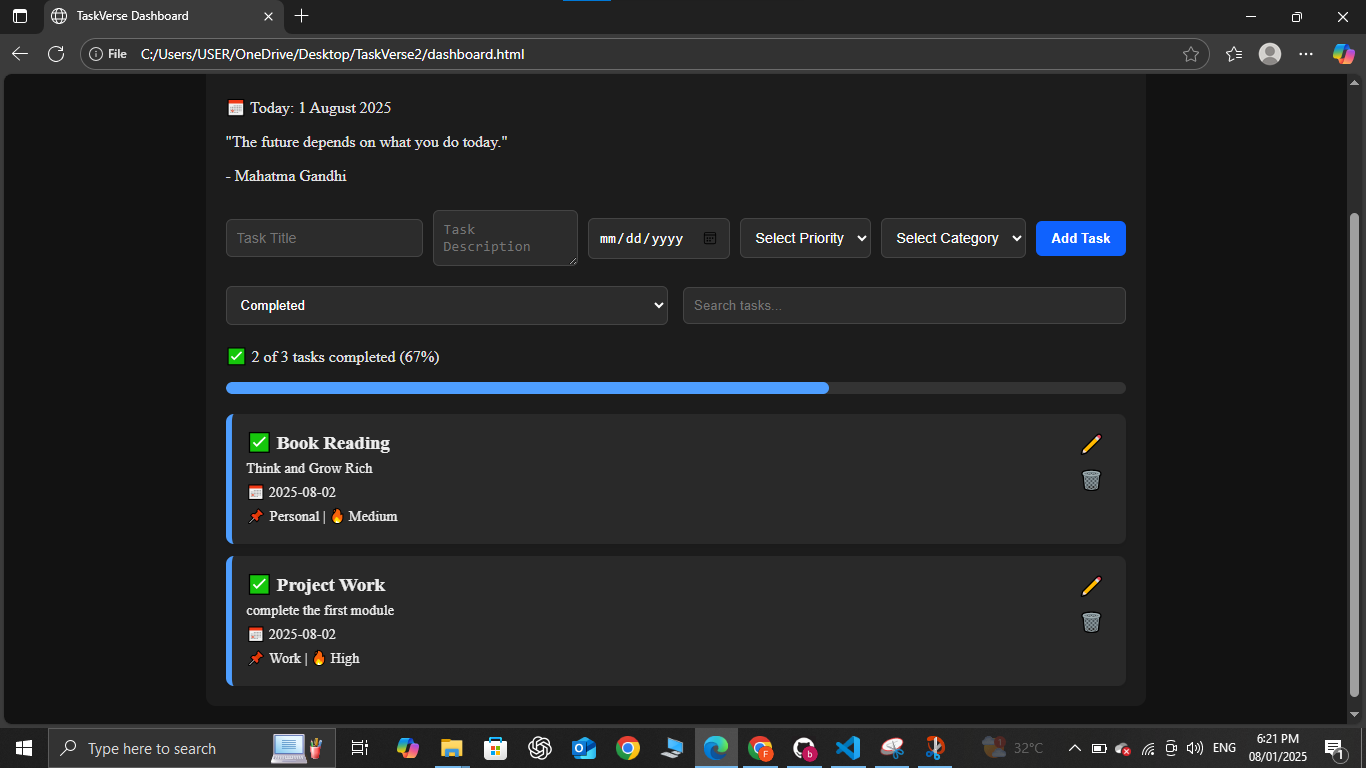 TaskVerse Dashboard
File C:/Users/USER/OneDrive/Desktop/TaskVerse2/dashboard.html
Today: 1 August 2025
"The future depends on what you do today."
- Mahatma Gandhi
Task Title
Task
Description
mm/dd/yyyy
Select Priority
Select Category
Add Task
Completed
Search tasks...
2 of 3 tasks completed (67%)
Book Reading
Think and Grow Rich
2025-08-02
Personal | Medium
Project Work
complete the first module
2025-08-02
Work | High
Type here to search
32°C
ENG
6:21 PM
08/01/2025
1